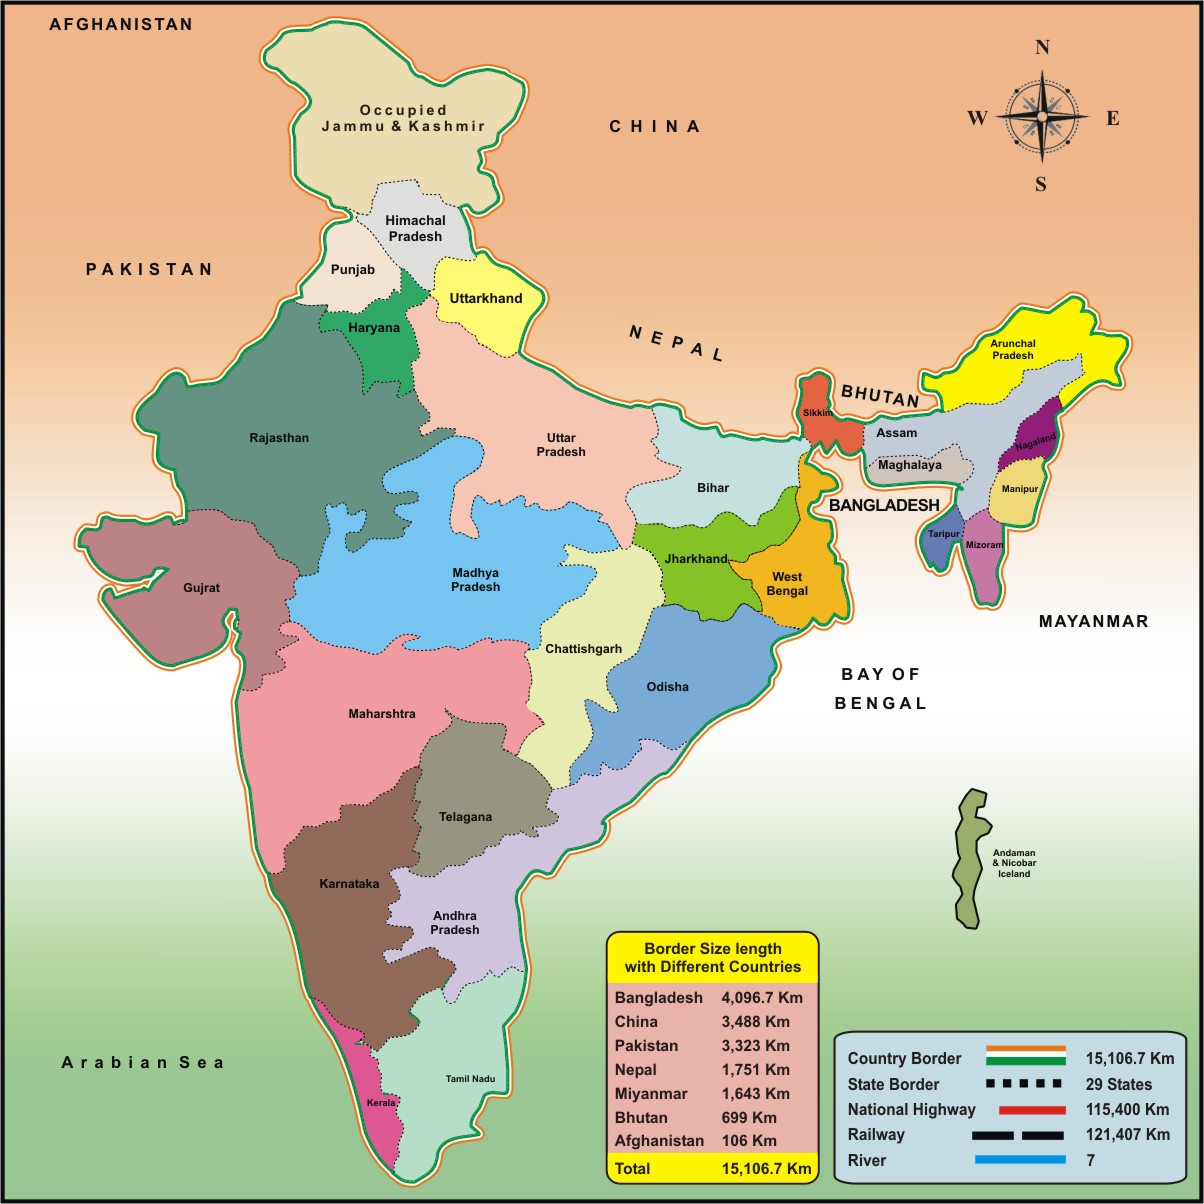 AFGHANISTAN
N
W
E
S
Occupied
Jammu & Kashmir
CHINA
Himachal
Pradesh
PAKISTAN
Punjab
Uttarkhand
Haryana
NEPAL
Arunchal
Pradesh
BHUTAN
Sikkim
Rajasthan
Uttar
Pradesh
Assam
Nagaland
Maghalaya
Bihar
Manipur
BANGLADESH
Taripur
Mizoram
Jharkhand
Gujrat
Madhya
Pradesh
West
Bengal
MAYANMAR
Chattishgarh
BAY OF
BENGAL
Odisha
Maharshtra
Telagana
Andaman
& Nicobar
Iceland
Karnataka
Andhra
Pradesh
Arabian Sea
Tamil Nadu
Kerala
Border Size length
with Different Countries
Bangladesh 4,096.7 Km
China 3,488 Km
Pakistan 3,323 Km
Nepal 1,751 Km
Miyanmar 1,643 Km
Bhutan 699 Km
Afghanistan 106 Km
Total 15,106.7 Km
Country Border 15,106.7 Km
State Border 29 States
National Highway 115,400 Km
Railway 121,407 Km
River 7